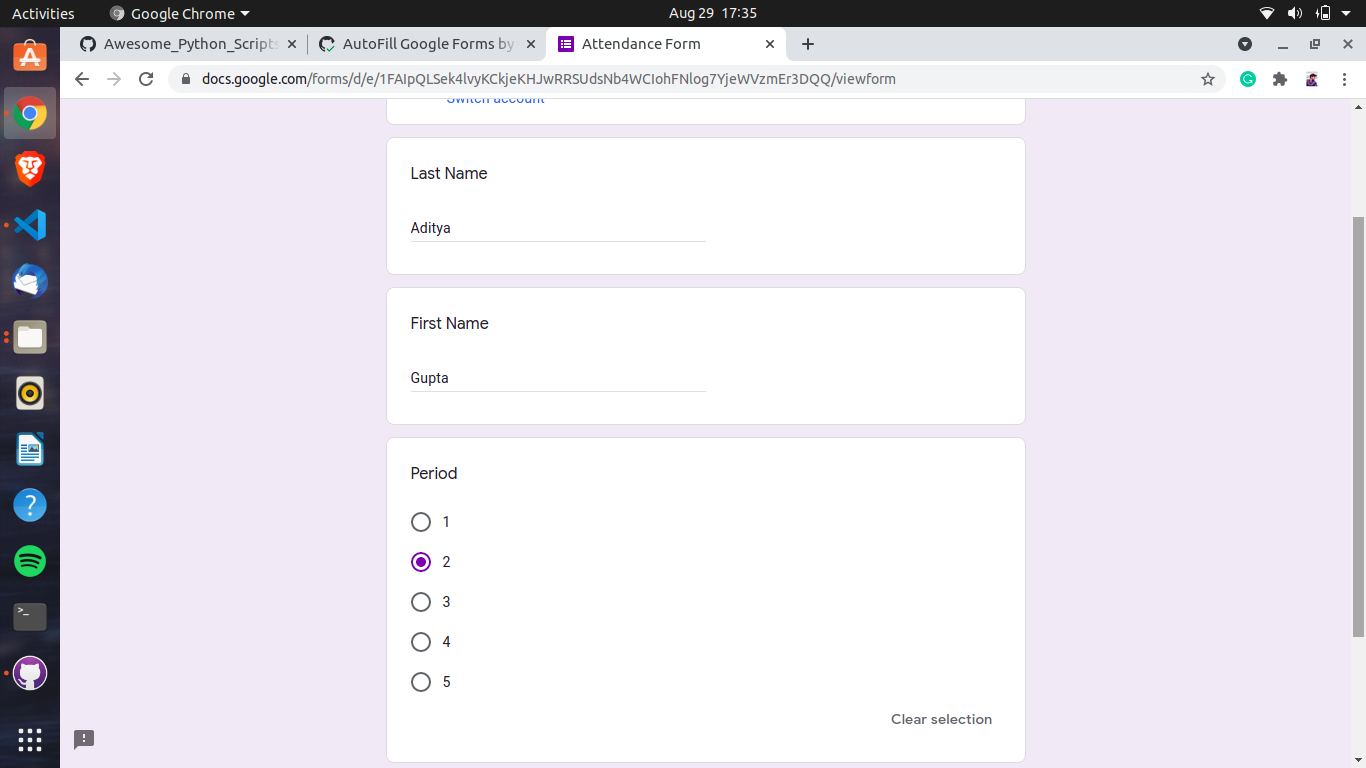 Activities Google Chrome Aug 29 17:35
Awesome_Python_Scripts AutoFill Google Forms by Attendance Form
docs.google.com/forms/d/e/1FAIpQLSek4lvyKCkjeKHJwRRSUdsNb4WCIohFNlog7YjeWVzmEr3DQQ/viewform
Switch account
Last Name
Aditya
First Name
Gupta
Period
1
2
3
4
5
Clear selection